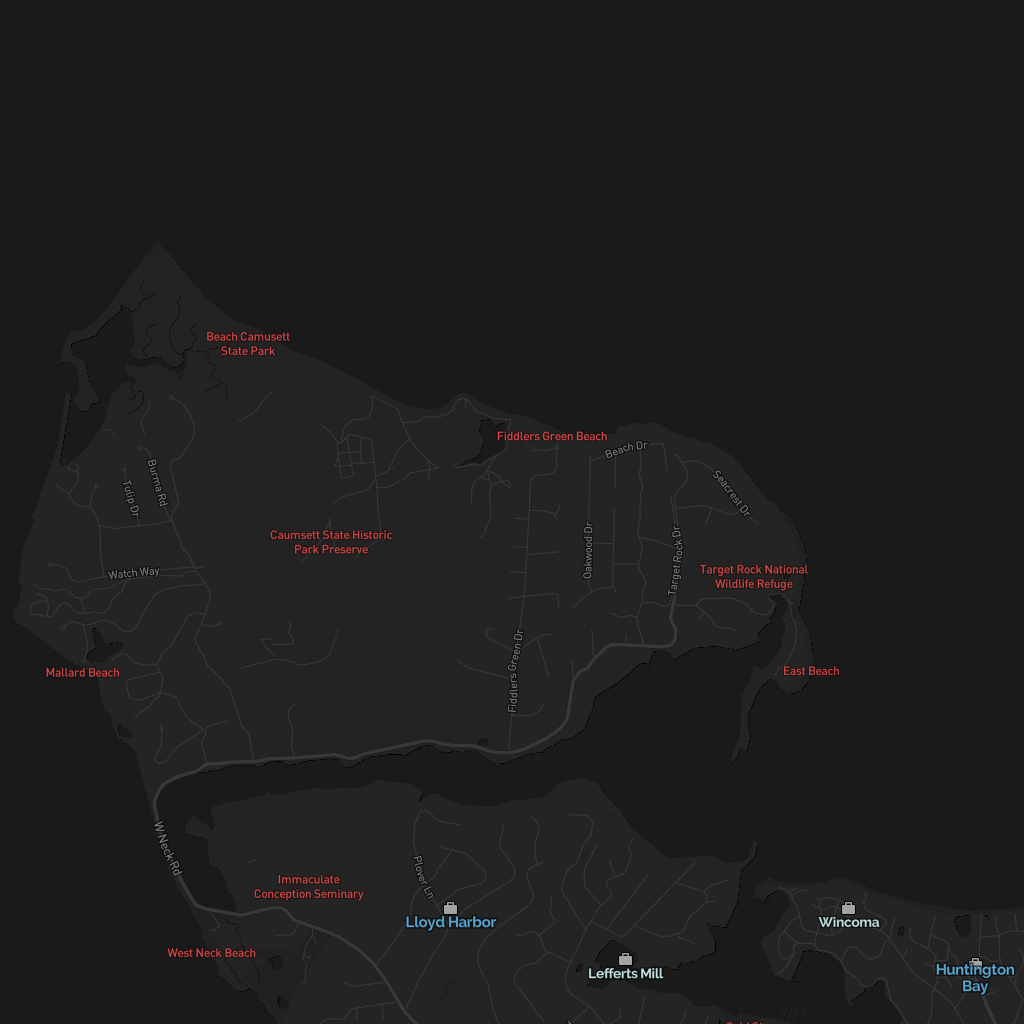 Beach Camusett
State Park
Fiddlers Green Beach
Beach Dr
Seacrest Dr
Burma Rd
Tulip Dr
Caumsett State Historic
Park Preserve
Oakwood Dr
Target Rock Dr
Target Rock National
Wildlife Refuge
Watch Way
Mallard Beach
Fiddlers Green Dr
East Beach
W Neck Rd
Plover Ln
Immaculate
Conception Seminary
Lloyd Harbor
Wincoma
West Neck Beach
Lefferts Mill
Huntington
Bay